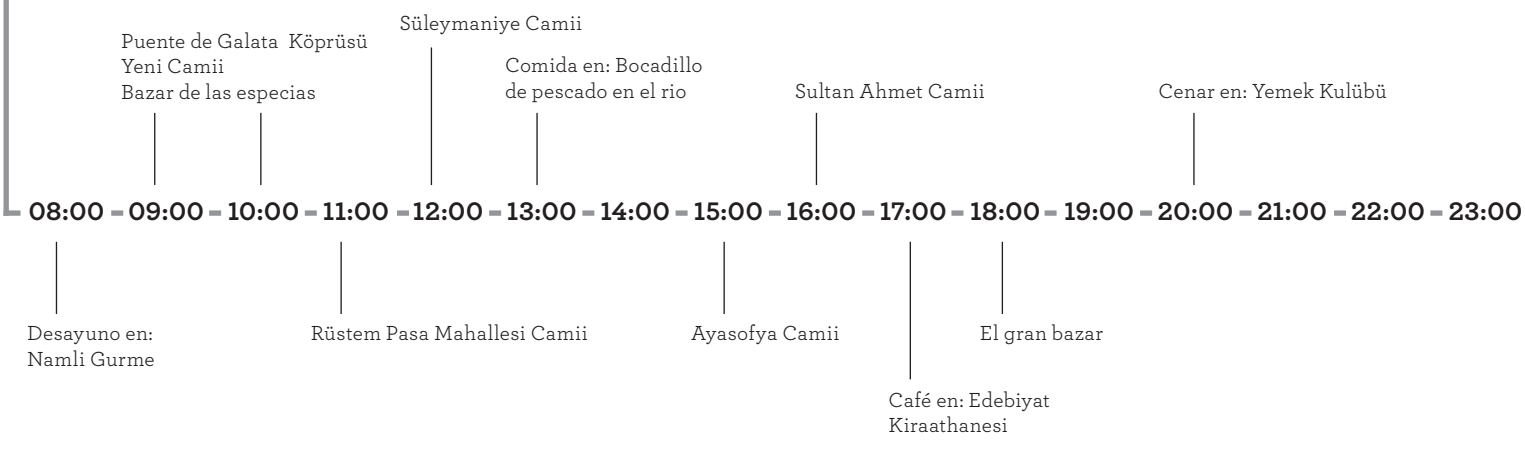 Süleymaniye Camii
Puente de Galata Köprüsü
Yeni Camii
Bazar de las especias
Comida en: Bocadillo
de pescado en el rio
Sultan Ahmet Camii
Cenar en: Yemek Kulübü
08:00 - 09:00 - 10:00 - 11:00 - 12:00 - 13:00 - 14:00 - 15:00 - 16:00 - 17:00 - 18:00 - 19:00 - 20:00 - 21:00 - 22:00 - 23:00
Desayuno en:
Namli Gurme
Rüstem Pasa Mahallesi Camii
Ayasofya Camii
El gran bazar
Café en: Edebiyat
Kiraathanesi